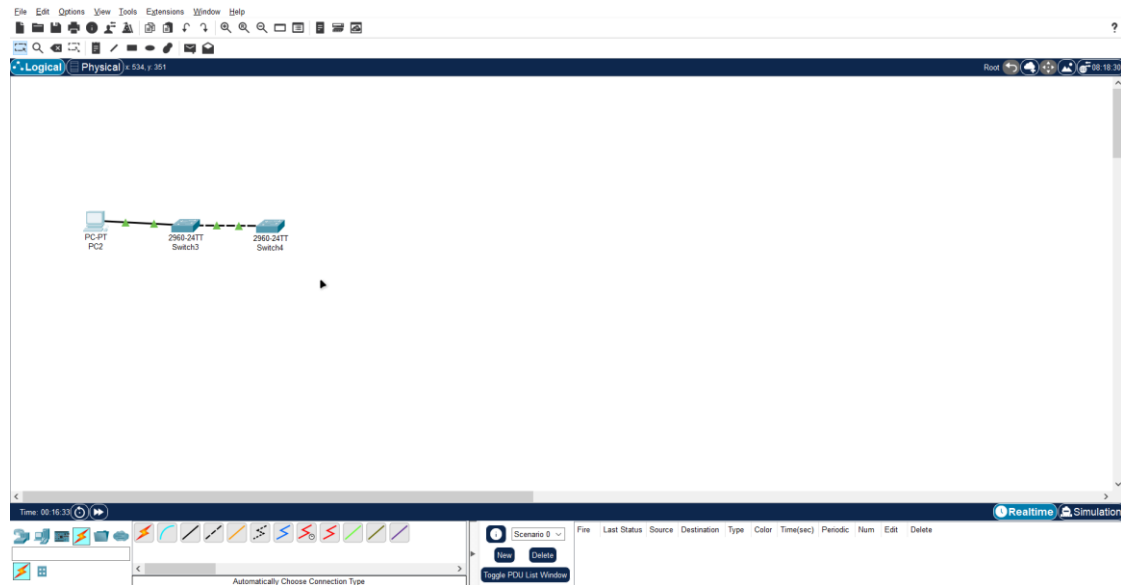 File Edit Options View Tools Extensions Window Help
?
Logical Physical x: 534, y: 351 Root 08:18:30
PC-PT
PC2
2960-24TT
Switch3
2960-24TT
Switch4
Time: 00:16:33 Realtime Simulation
Scenario 0 Fire Last Status Source Destination Type Color Time(sec) Periodic Num Edit Delete
New Delete
Toggle PDU List Window
Automatically Choose Connection Type